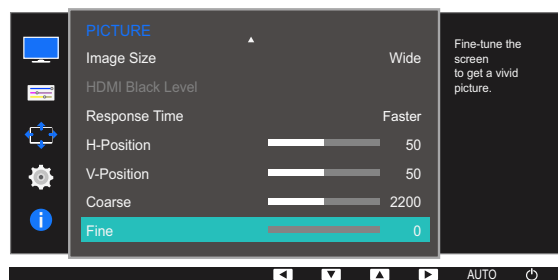 PICTURE
Image Size Wide
HDMI Black Level
Response Time Faster
H-Position 50
V-Position 50
Coarse 2200
Fine 0
Fine-tune the
screen
to get a vivid
picture.
AUTO